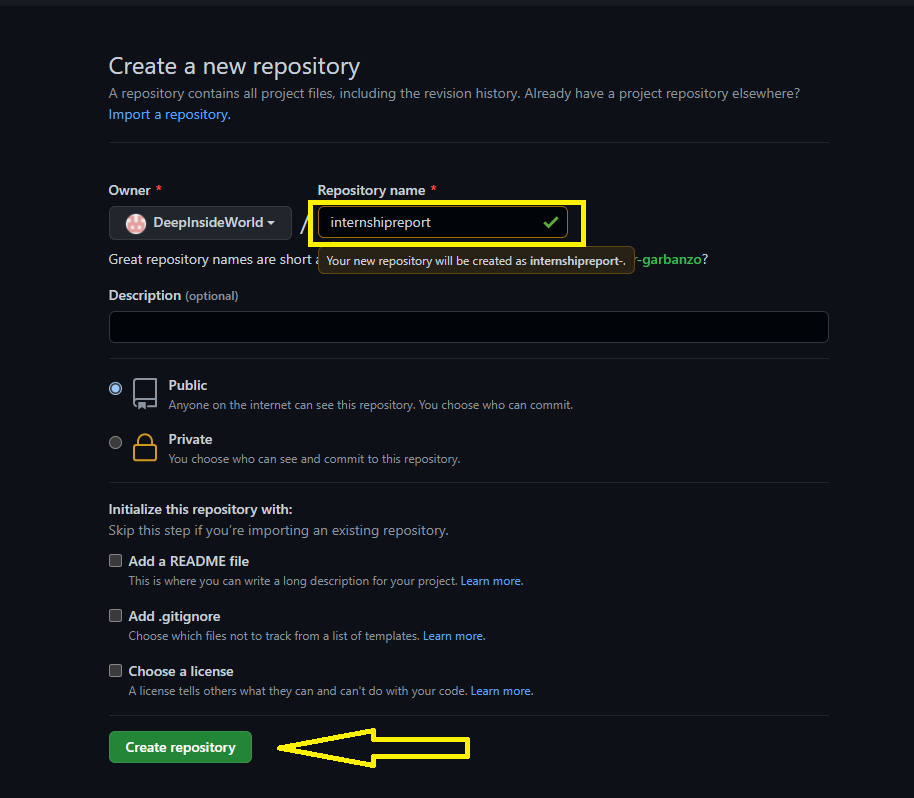 Create a new repository
A repository contains all project files, including the revision history. Already have a project repository elsewhere?
Import a repository.
Owner *
Repository name *
DeepInsideWorld
/
internshipreport
Great repository names are short
Your new repository will be created as internshipreport-.
-garbanzo?
Description (optional)
Public
Anyone on the internet can see this repository. You choose who can commit.
Private
You choose who can see and commit to this repository.
Initialize this repository with:
Skip this step if you're importing an existing repository.
Add a README file
This is where you can write a long description for your project. Learn more.
Add .gitignore
Choose which files not to track from a list of templates. Learn more.
Choose a license
A license tells others what they can and can't do with your code. Learn more.
Create repository